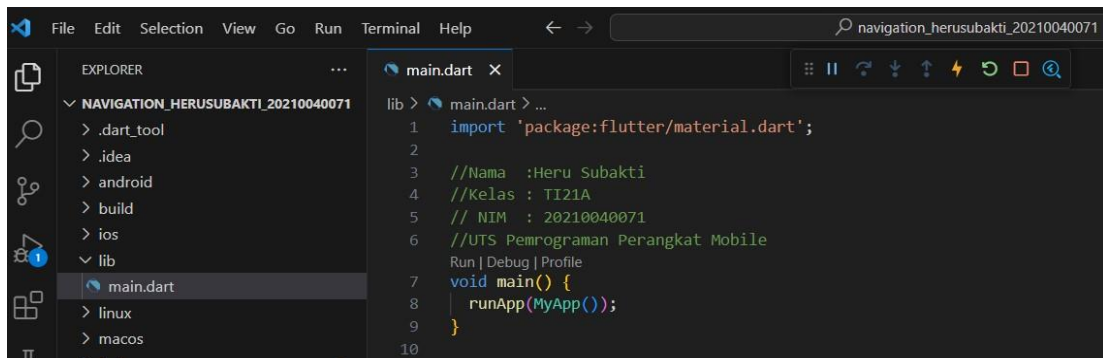 File Edit Selection View Go Run Terminal Help navigation_herusubakti_20210040071
EXPLORER ...
NAVIGATION_HERUSUBAKTI_20210040071
.dart_tool
.idea
android
build
ios
lib
main.dart
linux
macos
1
main.dart
lib > main.dart > ...
1 import 'package:flutter/material.dart';
2
3 //Nama  :Heru Subakti
4 //Kelas : TI21A
5 // NIM  : 20210040071
6 //UTS Pemrograman Perangkat Mobile
Run | Debug | Profile
7 void main() {
8   runApp(MyApp());
9 }
10